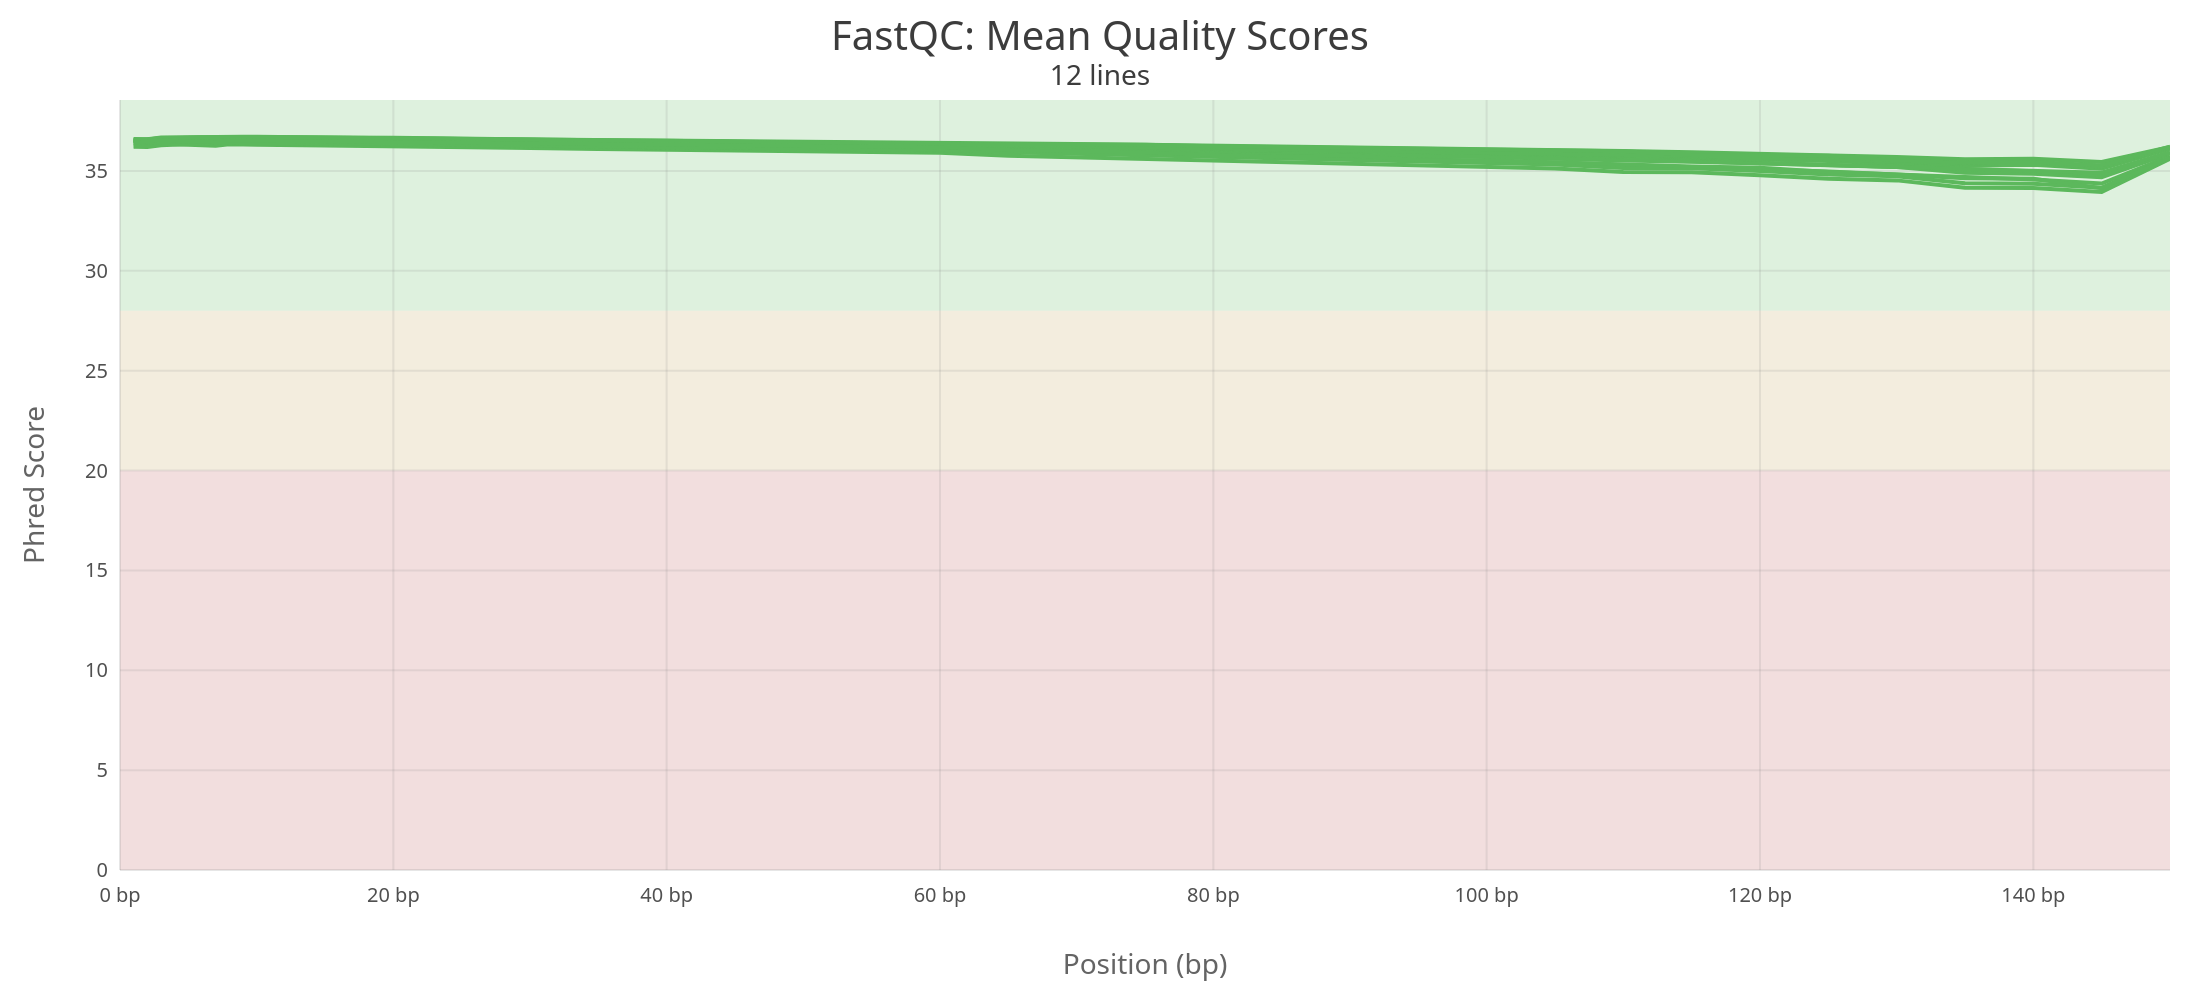 FastQC: Mean Quality Scores
12 lines
Phred Score
35
30
25
20
15
10
5
0
0 bp
20 bp
40 bp
60 bp
80 bp
100 bp
120 bp
140 bp
Position (bp)